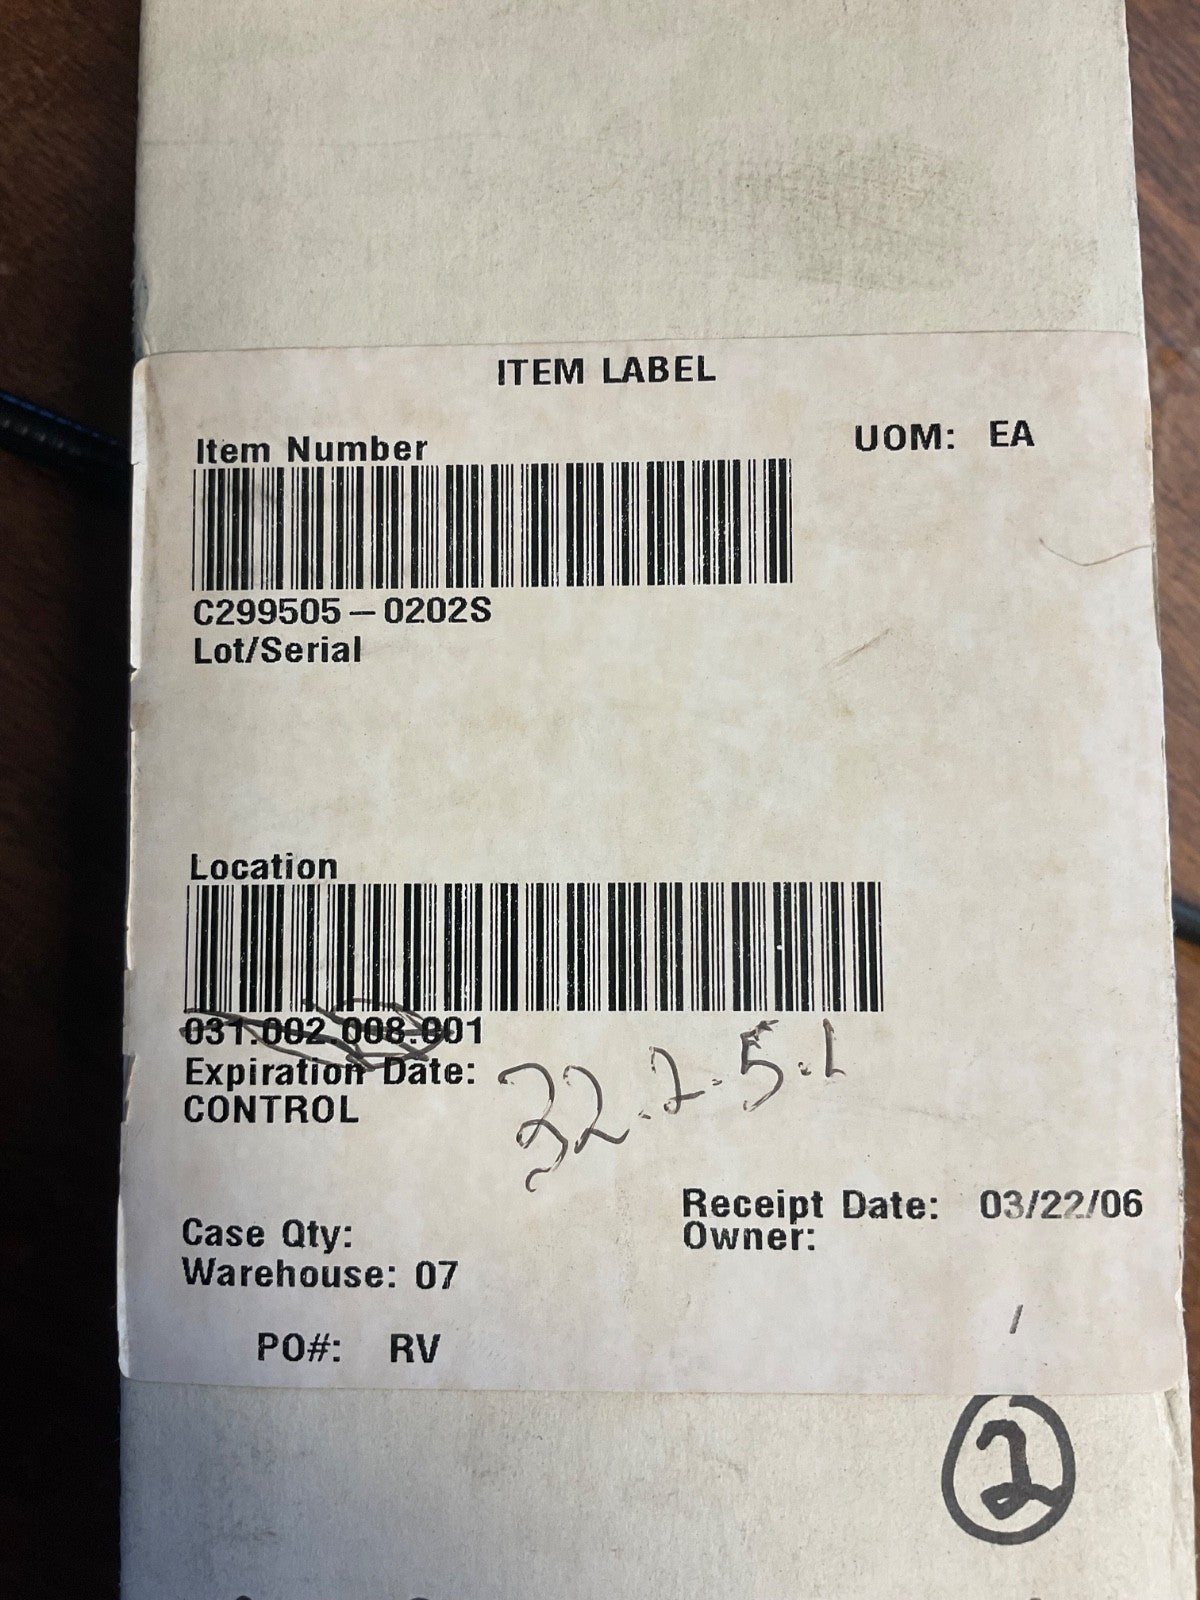 ITEM LABEL
Item Number
UOM: EA
C299505-0202S
Lot/Serial
Location
031.002.008.001
Expiration Date:
32.2.5.1
CONTROL
Receipt Date: 03/22/06
Owner:
Case Qty:
Warehouse: 07
PO#: RV
2